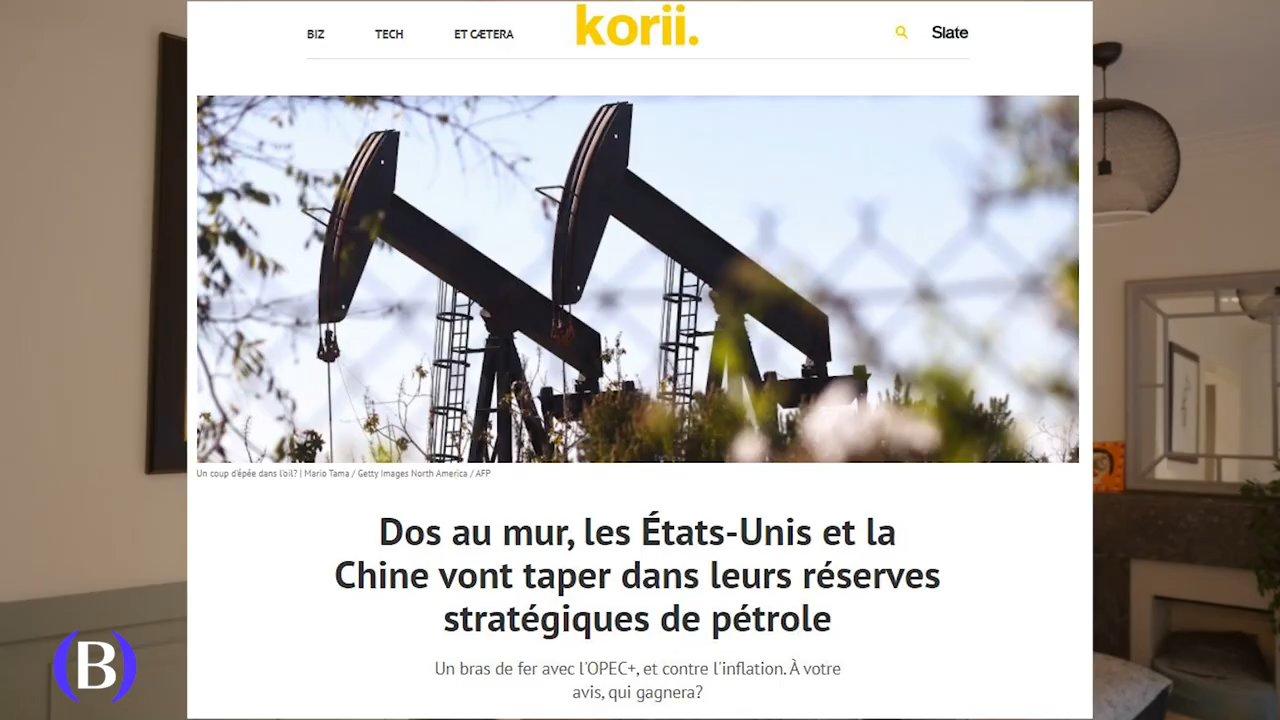 BIZ TECH ET CÆTERA korii. Slate
Un coup d'épée dans l'oil? | Mario Tama / Getty Images North America / AFP
Dos au mur, les États-Unis et la
Chine vont taper dans leurs réserves
stratégiques de pétrole
Un bras de fer avec l'OPEC+, et contre l'inflation. À votre
avis, qui gagnera?
(B)